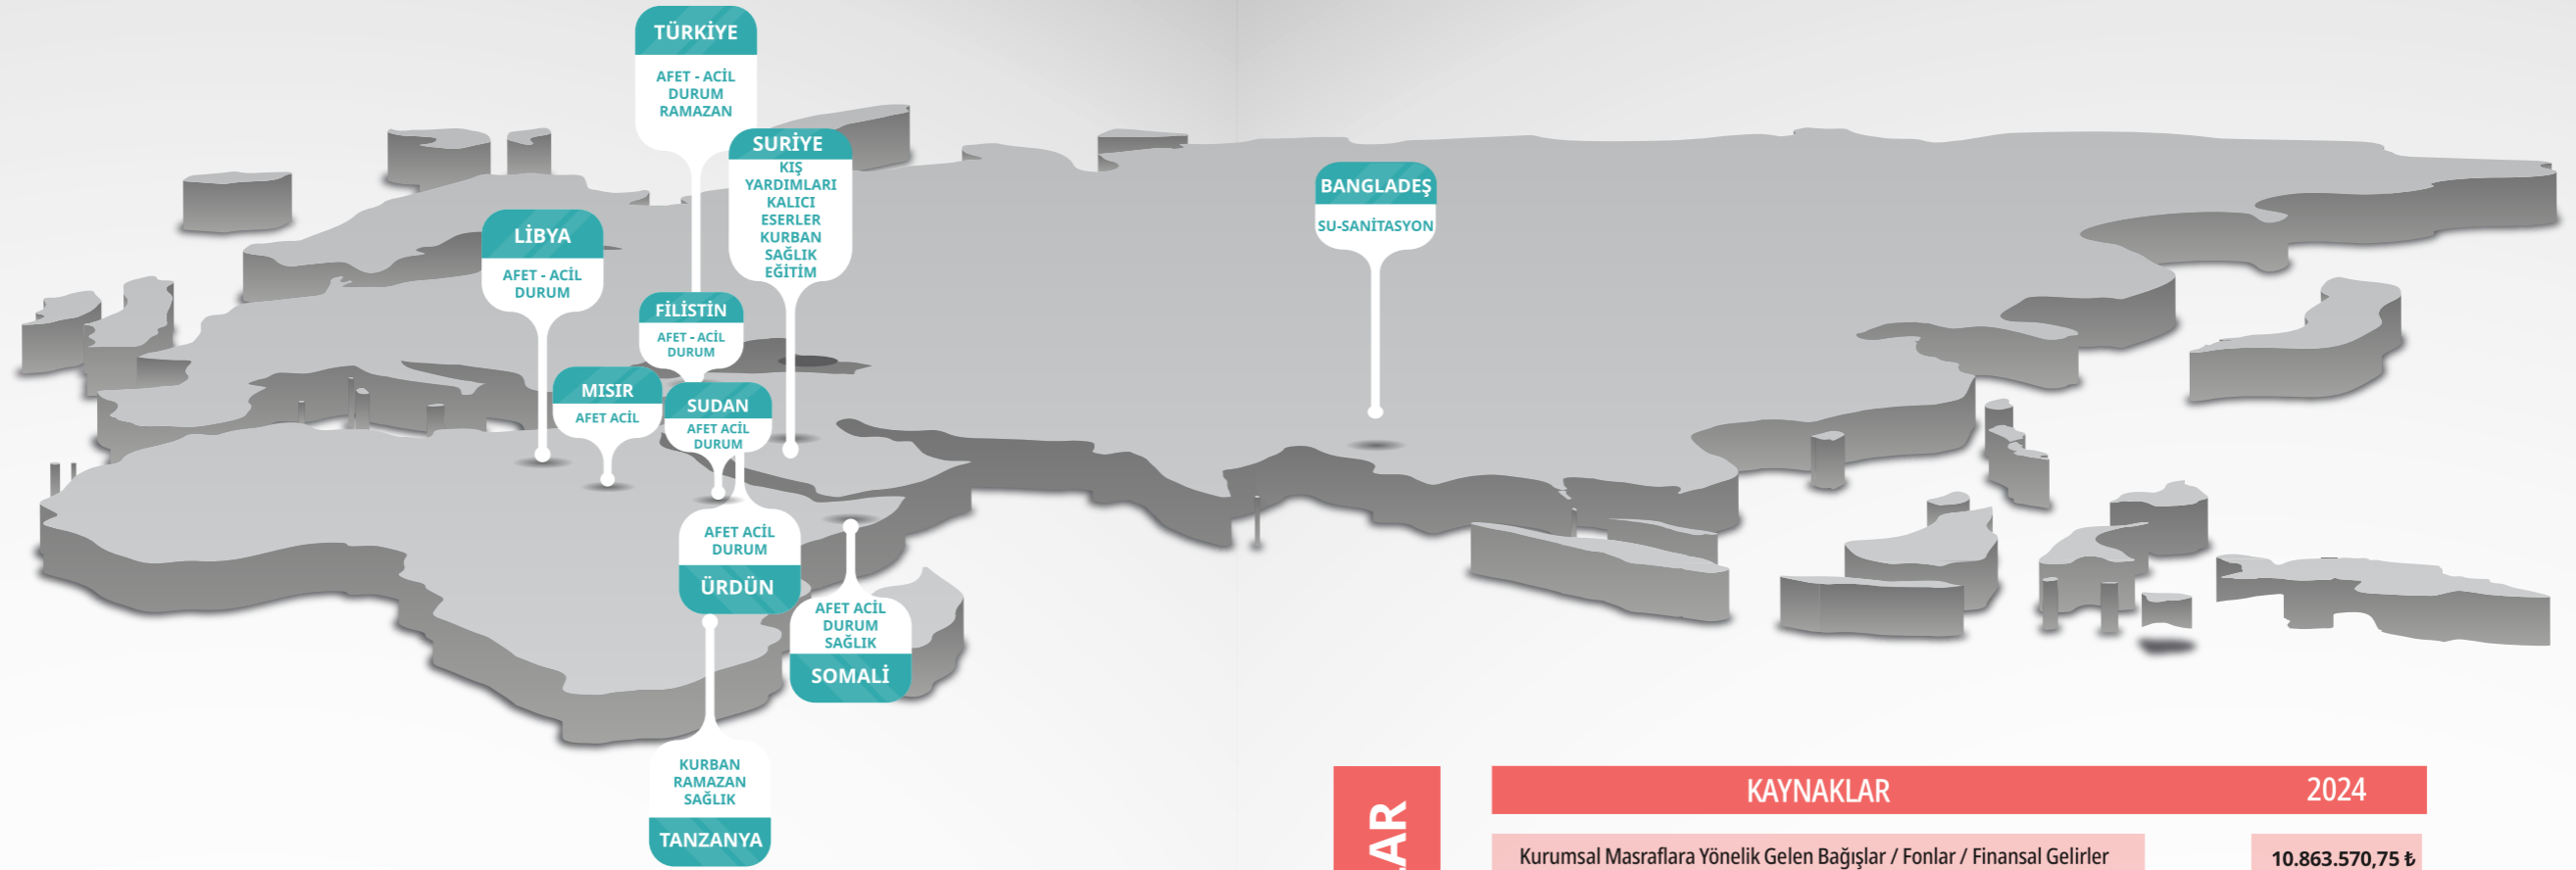 TÜRKİYE
AFET - ACİL
DURUM
RAMAZAN
SURİYE
KIŞ
YARDIMLARI
KALICI
ESERLER
KURBAN
SAĞLIK
EĞİTİM
BANGLADEŞ
SU-SANİTASYON
LİBYA
AFET - ACİL
DURUM
FİLİSTİN
AFET - ACİL
DURUM
MISIR
AFET ACİL
SUDAN
AFET ACİL
DURUM
AFET ACİL
DURUM
ÜRDÜN
AFET ACİL
DURUM
SAĞLIK
SOMALİ
KURBAN
RAMAZAN
SAĞLIK
TANZANYA
AR
KAYNAKLAR 2024
Kurumsal Masraflara Yönelik Gelen Bağışlar / Fonlar / Finansal Gelirler 10.863.570,75 ₺